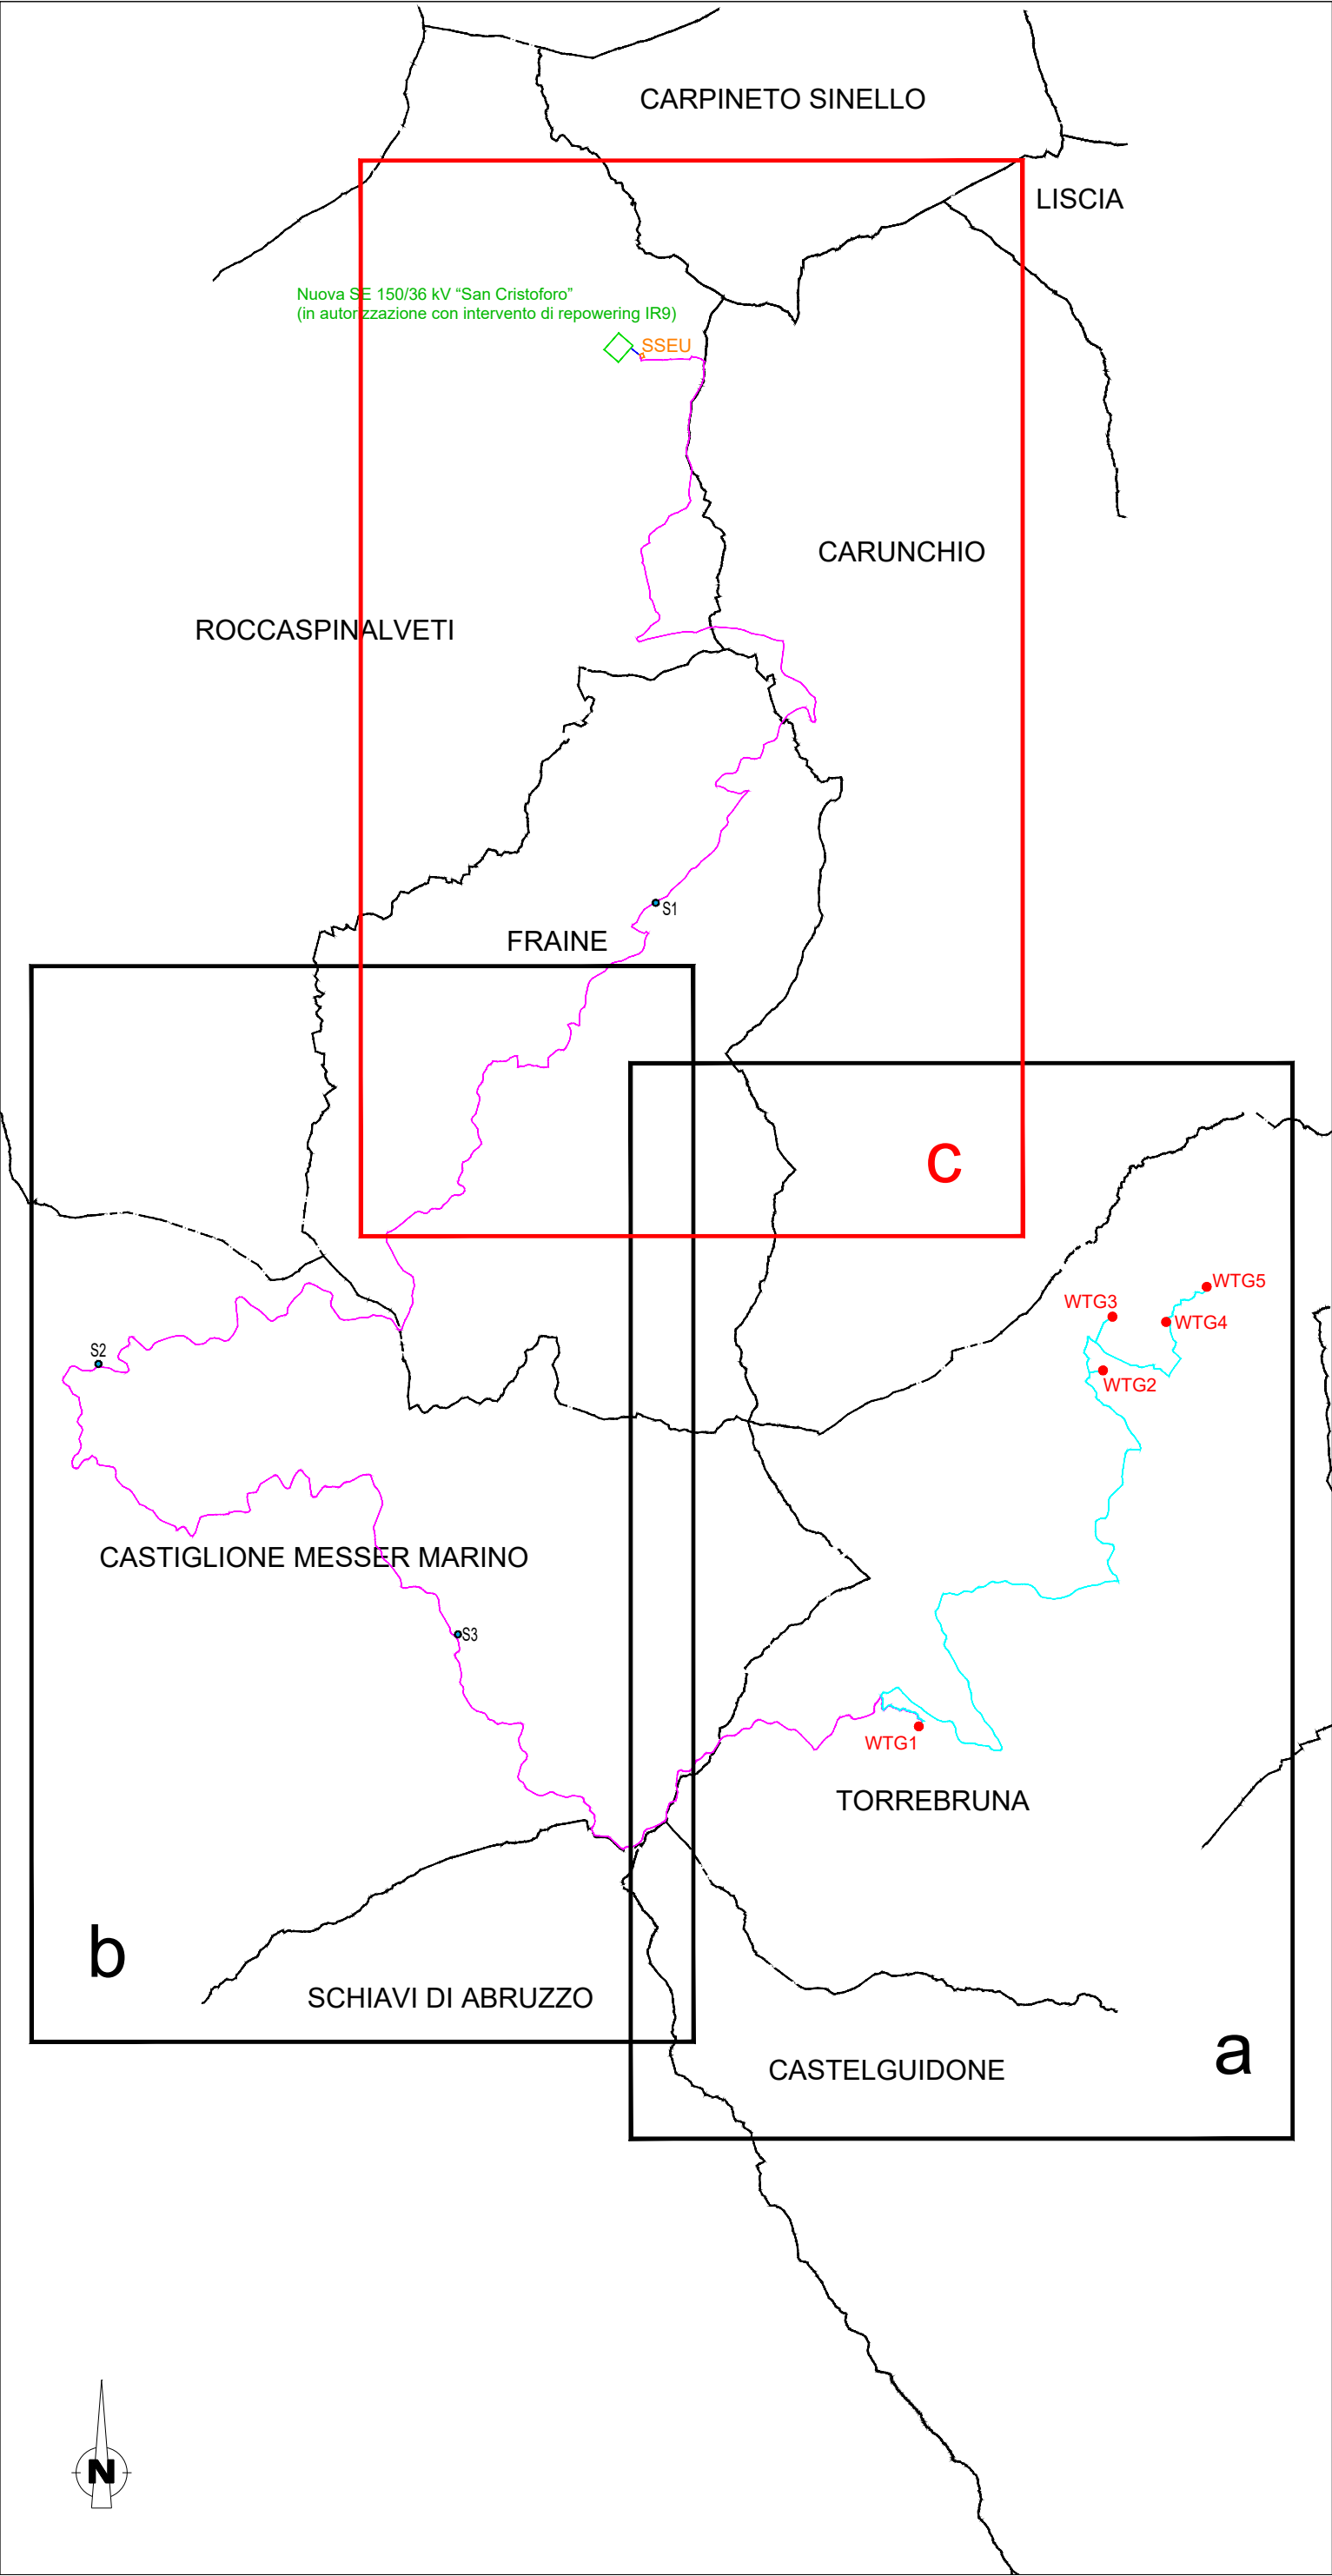 CARPINETO SINELLO
LISCIA
Nuova SE 150/36 kV “San Cristoforo”
(in autorizzazione con intervento di repowering IR9)
SSEU
CARUNCHIO
ROCCASPINALVETI
S1
FRAINE
c
WTG5
WTG3
WTG4
S2
WTG2
CASTIGLIONE MESSER MARINO
S3
WTG1
TORREBRUNA
b
SCHIAVI DI ABRUZZO
a
CASTELGUIDONE
N